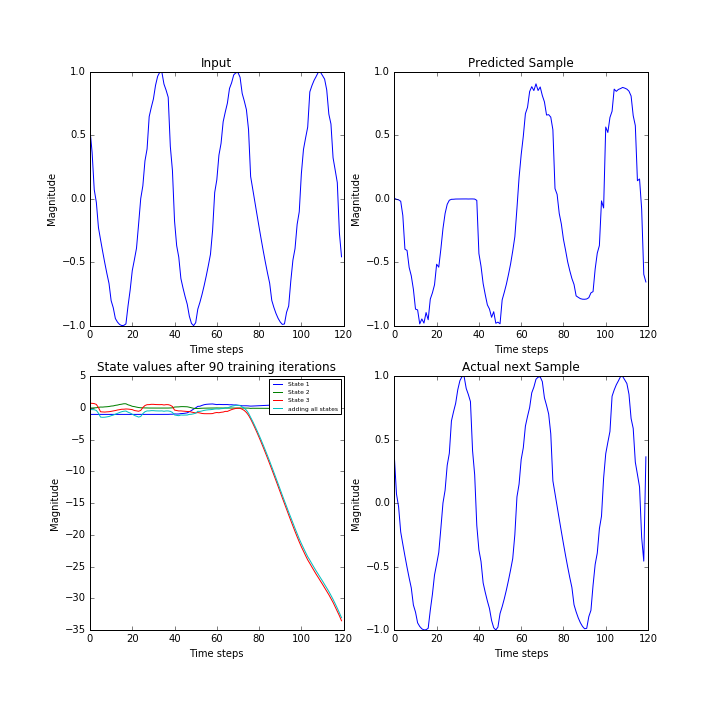 Input
Magnitude
1.0
0.5
0.0
−0.5
−1.0
0 20 40 60 80 100 120
Time steps
Predicted Sample
Magnitude
1.0
0.5
0.0
−0.5
−1.0
0 20 40 60 80 100 120
Time steps
State values after 90 training iterations
Magnitude
5
0
−5
−10
−15
−20
−25
−30
−35
State 1
State 2
State 3
adding all states
0 20 40 60 80 100 120
Time steps
Actual next Sample
Magnitude
1.0
0.5
0.0
−0.5
−1.0
0 20 40 60 80 100 120
Time steps